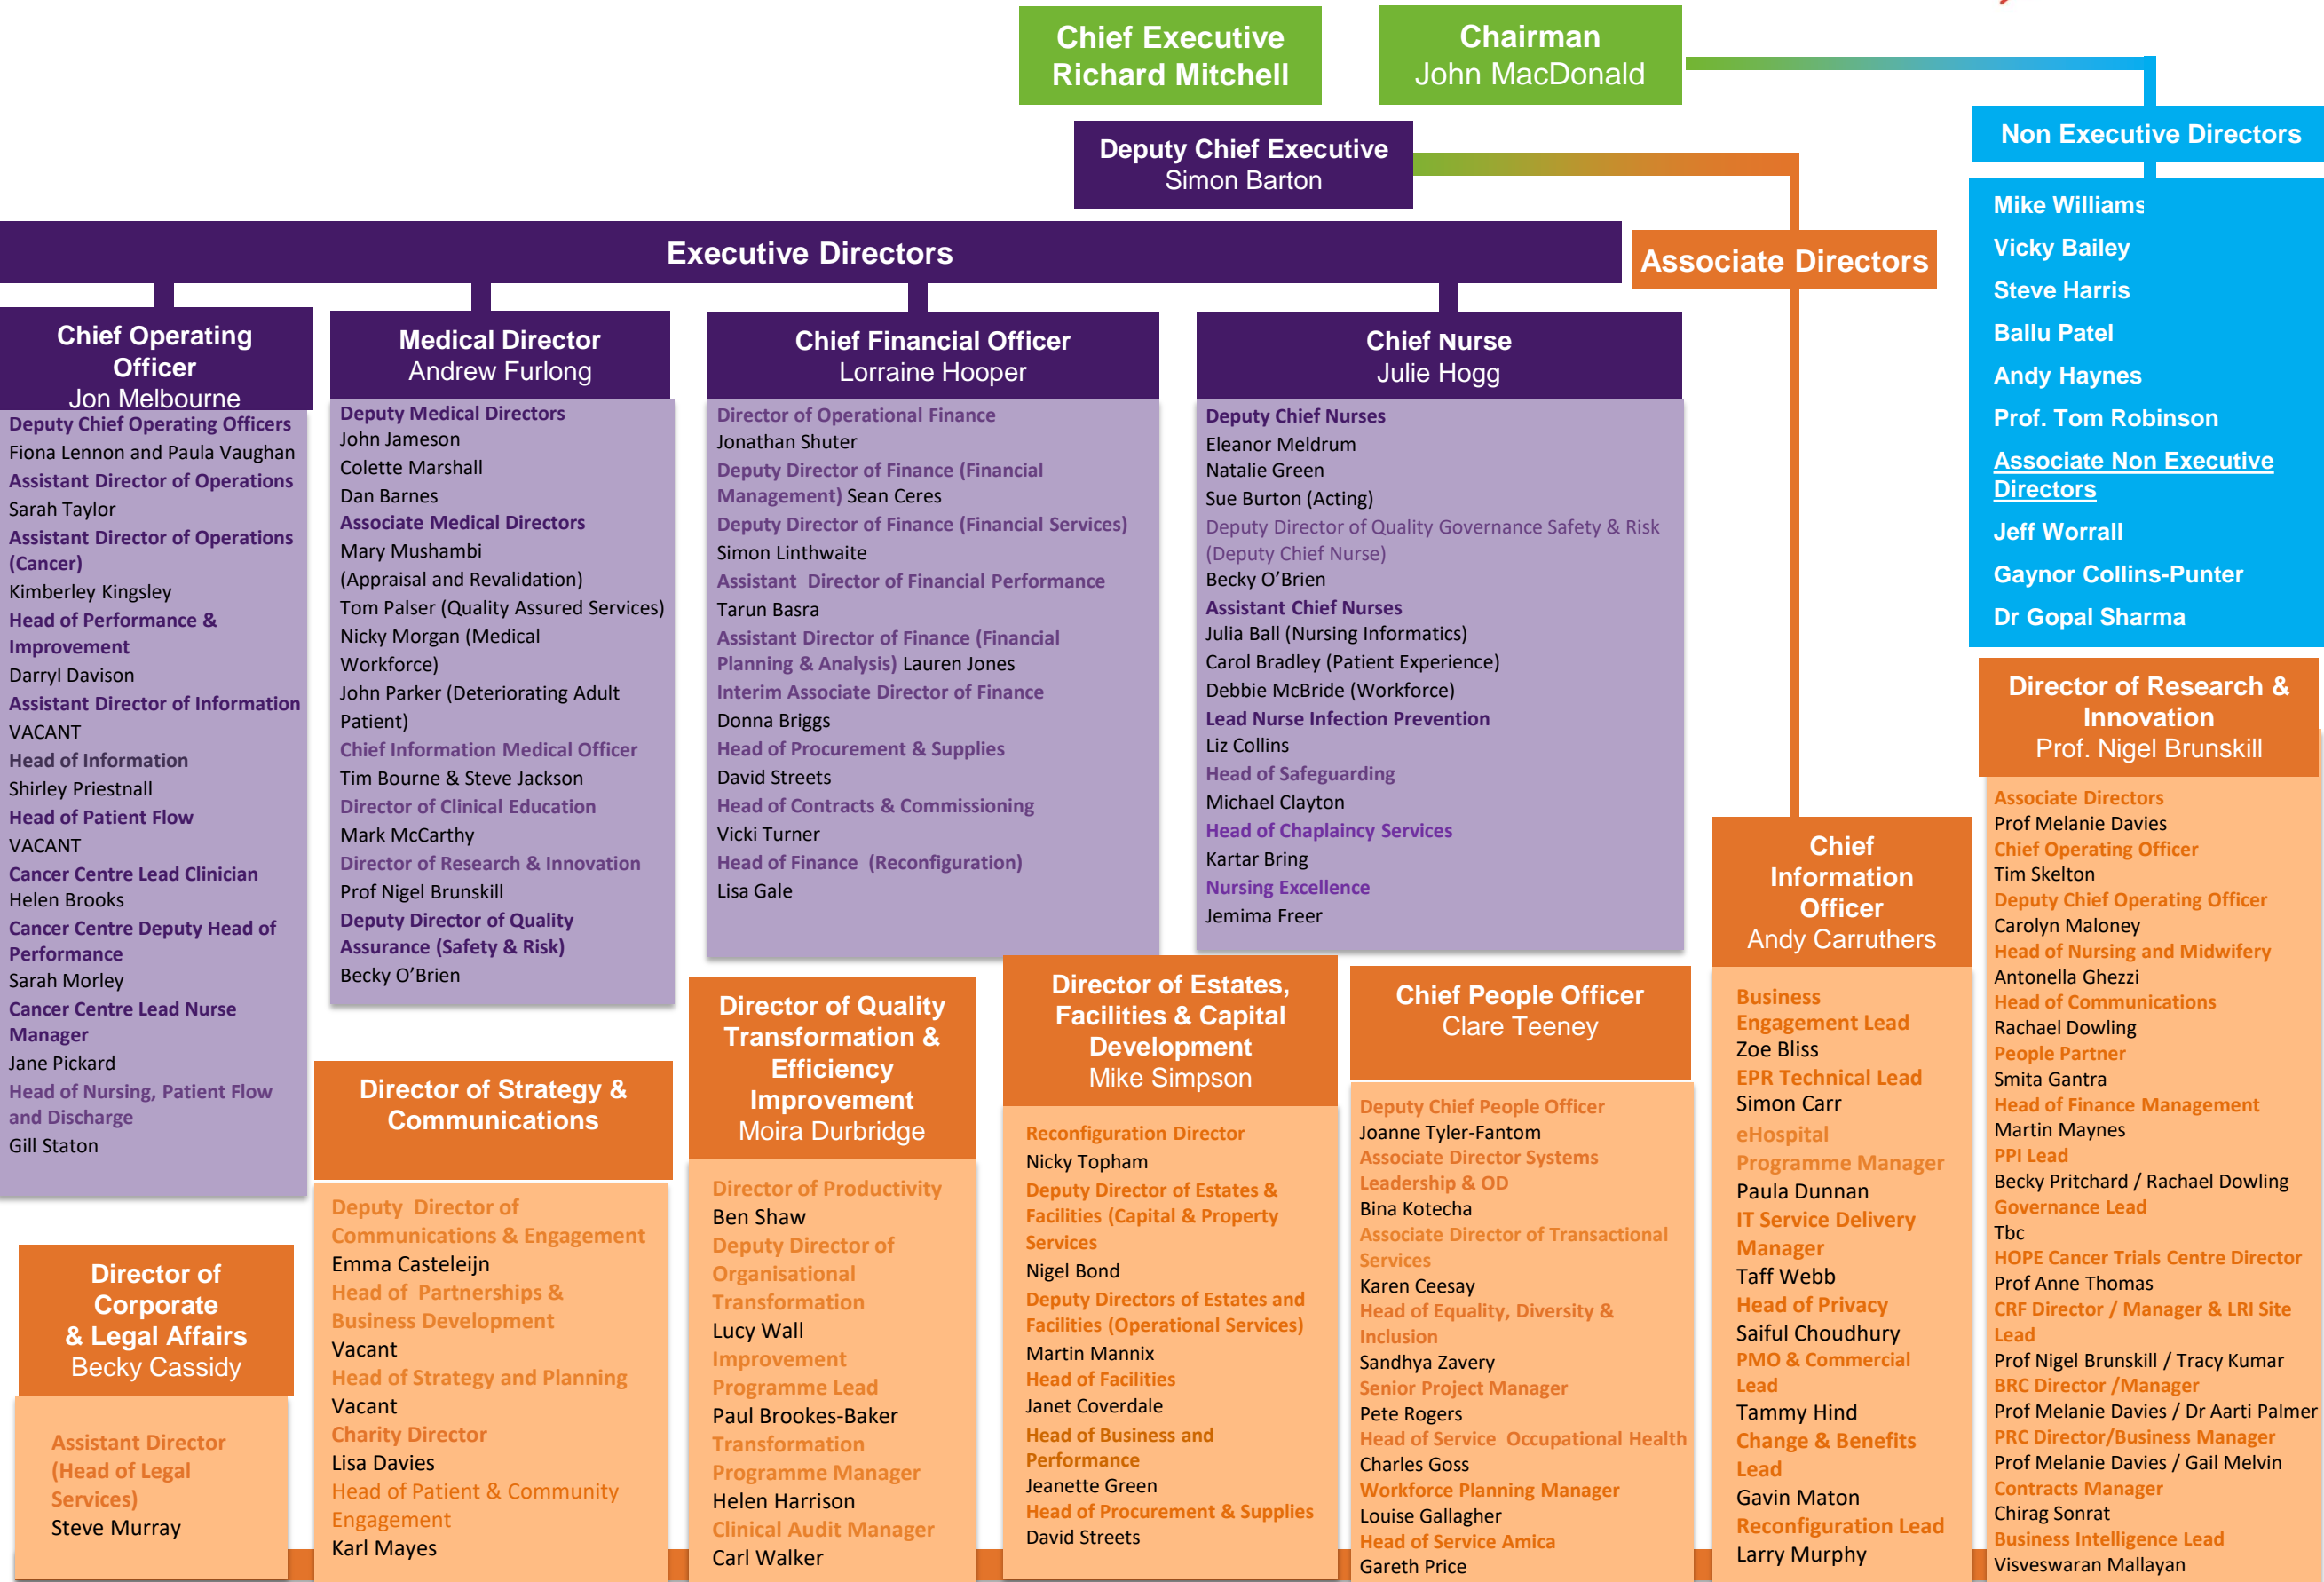 Chief Executive
Richard Mitchell
Chairman
John MacDonald
Deputy Chief Executive
Simon Barton
Non Executive Directors
Mike Williams
Vicky Bailey
Steve Harris
Ballu Patel
Andy Haynes
Prof. Tom Robinson
Associate Non Executive
Directors
Jeff Worrall
Gaynor Collins-Punter
Dr Gopal Sharma
Executive Directors
Associate Directors
Chief Operating
Officer
Jon Melbourne
Deputy Chief Operating Officers
Fiona Lennon and Paula Vaughan
Assistant Director of Operations
Sarah Taylor
Assistant Director of Operations
(Cancer)
Kimberley Kingsley
Head of Performance &
Improvement
Darryl Davison
Assistant Director of Information
VACANT
Head of Information
Shirley Priestnall
Head of Patient Flow
VACANT
Cancer Centre Lead Clinician
Helen Brooks
Cancer Centre Deputy Head of
Performance
Sarah Morley
Cancer Centre Lead Nurse
Manager
Jane Pickard
Head of Nursing, Patient Flow
and Discharge
Gill Staton
Medical Director
Andrew Furlong
Deputy Medical Directors
John Jameson
Colette Marshall
Dan Barnes
Associate Medical Directors
Mary Mushambi
(Appraisal and Revalidation)
Tom Palser (Quality Assured Services)
Nicky Morgan (Medical
Workforce)
John Parker (Deteriorating Adult
Patient)
Chief Information Medical Officer
Tim Bourne & Steve Jackson
Director of Clinical Education
Mark McCarthy
Director of Research & Innovation
Prof Nigel Brunskill
Deputy Director of Quality
Assurance (Safety & Risk)
Becky O’Brien
Chief Financial Officer
Lorraine Hooper
Director of Operational Finance
Jonathan Shuter
Deputy Director of Finance (Financial
Management) Sean Ceres
Deputy Director of Finance (Financial Services)
Simon Linthwaite
Assistant Director of Financial Performance
Tarun Basra
Assistant Director of Finance (Financial
Planning & Analysis) Lauren Jones
Interim Associate Director of Finance
Donna Briggs
Head of Procurement & Supplies
David Streets
Head of Contracts & Commissioning
Vicki Turner
Head of Finance (Reconfiguration)
Lisa Gale
Chief Nurse
Julie Hogg
Deputy Chief Nurses
Eleanor Meldrum
Natalie Green
Sue Burton (Acting)
Deputy Director of Quality Governance Safety & Risk
(Deputy Chief Nurse)
Becky O’Brien
Assistant Chief Nurses
Julia Ball (Nursing Informatics)
Carol Bradley (Patient Experience)
Debbie McBride (Workforce)
Lead Nurse Infection Prevention
Liz Collins
Head of Safeguarding
Michael Clayton
Head of Chaplaincy Services
Kartar Bring
Nursing Excellence
Jemima Freer
Director of
Corporate
& Legal Affairs
Becky Cassidy
Assistant Director
(Head of Legal
Services)
Steve Murray
Director of Strategy &
Communications
Deputy Director of
Communications & Engagement
Emma Casteleijn
Head of Partnerships &
Business Development
Vacant
Head of Strategy and Planning
Vacant
Charity Director
Lisa Davies
Head of Patient & Community
Engagement
Karl Mayes
Director of Quality
Transformation &
Efficiency
Improvement
Moira Durbridge
Director of Productivity
Ben Shaw
Deputy Director of
Organisational
Transformation
Lucy Wall
Improvement
Programme Lead
Paul Brookes-Baker
Transformation
Programme Manager
Helen Harrison
Clinical Audit Manager
Carl Walker
Director of Estates,
Facilities & Capital
Development
Mike Simpson
Reconfiguration Director
Nicky Topham
Deputy Director of Estates &
Facilities (Capital & Property
Services
Nigel Bond
Deputy Directors of Estates and
Facilities (Operational Services)
Martin Mannix
Head of Facilities
Janet Coverdale
Head of Business and
Performance
Jeanette Green
Head of Procurement & Supplies
David Streets
Chief People Officer
Clare Teeney
Deputy Chief People Officer
Joanne Tyler-Fantom
Associate Director Systems
Leadership & OD
Bina Kotecha
Associate Director of Transactional
Services
Karen Ceesay
Head of Equality, Diversity &
Inclusion
Sandhya Zavery
Senior Project Manager
Pete Rogers
Head of Service Occupational Health
Charles Goss
Workforce Planning Manager
Louise Gallagher
Head of Service Amica
Gareth Price
Chief
Information
Officer
Andy Carruthers
Business
Engagement Lead
Zoe Bliss
EPR Technical Lead
Simon Carr
eHospital
Programme Manager
Paula Dunnan
IT Service Delivery
Manager
Taff Webb
Head of Privacy
Saiful Choudhury
PMO & Commercial
Lead
Tammy Hind
Change & Benefits
Lead
Gavin Maton
Reconfiguration Lead
Larry Murphy
Director of Research &
Innovation
Prof. Nigel Brunskill
Associate Directors
Prof Melanie Davies
Chief Operating Officer
Tim Skelton
Deputy Chief Operating Officer
Carolyn Maloney
Head of Nursing and Midwifery
Antonella Ghezzi
Head of Communications
Rachael Dowling
People Partner
Smita Gantra
Head of Finance Management
Martin Maynes
PPI Lead
Becky Pritchard / Rachael Dowling
Governance Lead
Tbc
HOPE Cancer Trials Centre Director
Prof Anne Thomas
CRF Director / Manager & LRI Site
Lead
Prof Nigel Brunskill / Tracy Kumar
BRC Director /Manager
Prof Melanie Davies / Dr Aarti Palmer
PRC Director/Business Manager
Prof Melanie Davies / Gail Melvin
Contracts Manager
Chirag Sonrat
Business Intelligence Lead
Visveswaran Mallayan